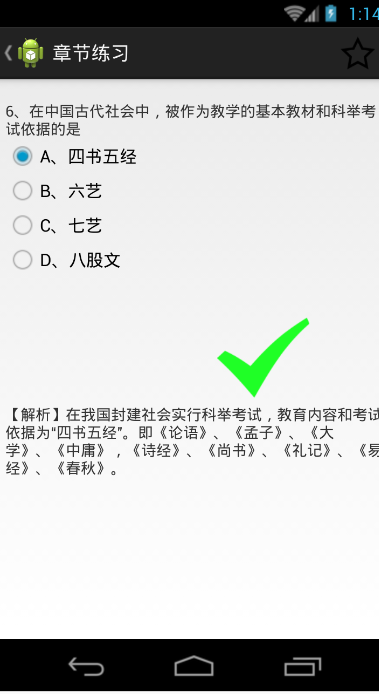 1:14
章节练习
6、在中国古代社会中，被作为教学的基本教材和科举考
试依据的是
A、四书五经
B、六艺
C、七艺
D、八股文
【解析】在我国封建社会实行科举考试，教育内容和考试
依据为“四书五经”。即《论语》、《孟子》、《大
学》、《中庸》，《诗经》、《尚书》、《礼记》、《易
经》、《春秋》。